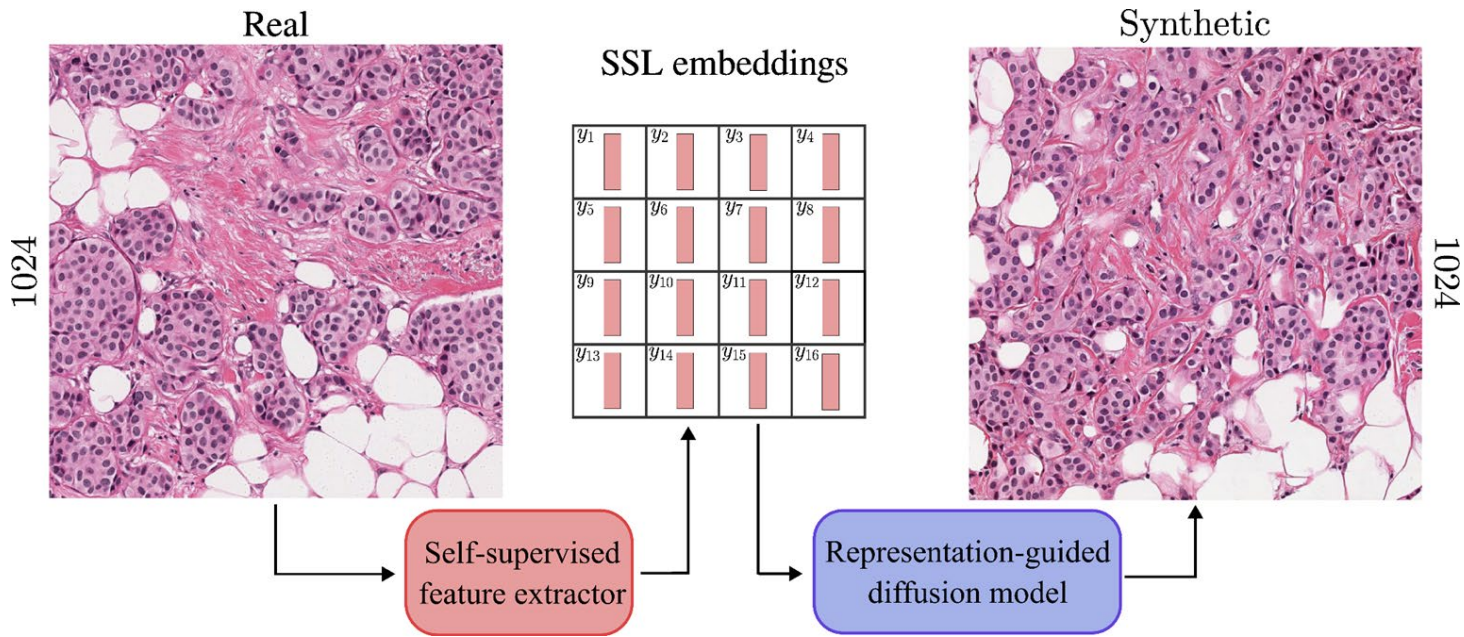 Real
SSL embeddings
Synthetic
1024
y1 y2 y3 y4
y5 y6 y7 y8
y9 y10 y11 y12
y13 y14 y15 y16
1024
Self-supervised
feature extractor
Representation-guided
diffusion model